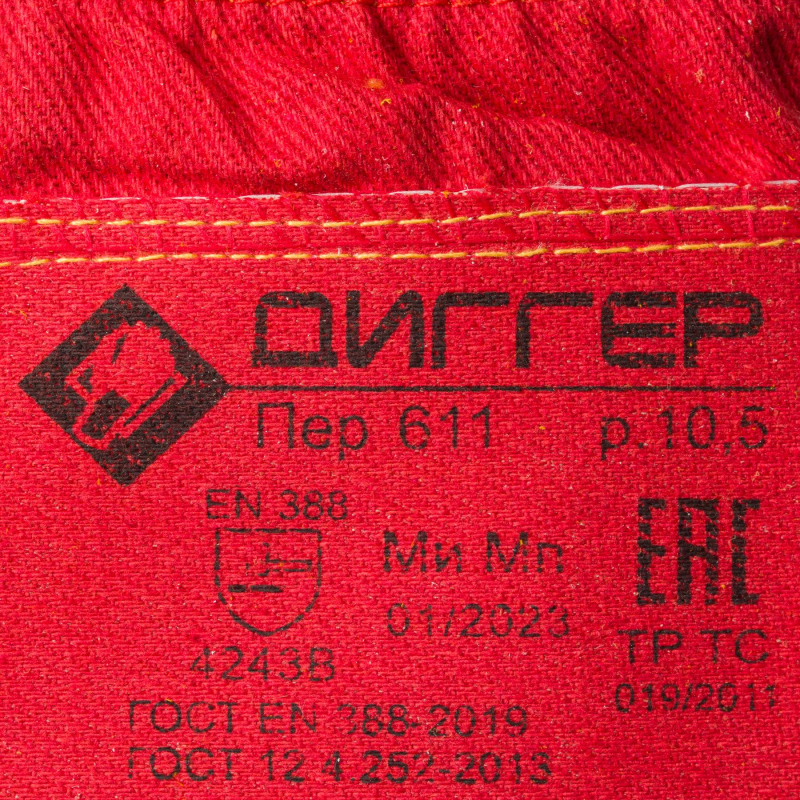 ДИГГЕР
Пер 611 р.10,5
EN 388
Ми Мп
EAC
01/2023
4243В
ТР ТС
019/2011
ГОСТ EN 388-2019
ГОСТ 12.4.252-2013